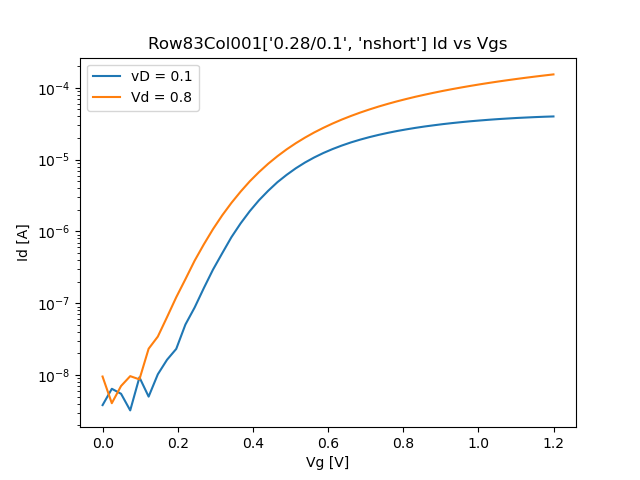 Row83Col001['0.28/0.1', 'nshort'] Id vs Vgs
vD = 0.1
Vd = 0.8
Id [A]
10⁻⁴
10⁻⁵
10⁻⁶
10⁻⁷
10⁻⁸
0.0 0.2 0.4 0.6 0.8 1.0 1.2
Vg [V]